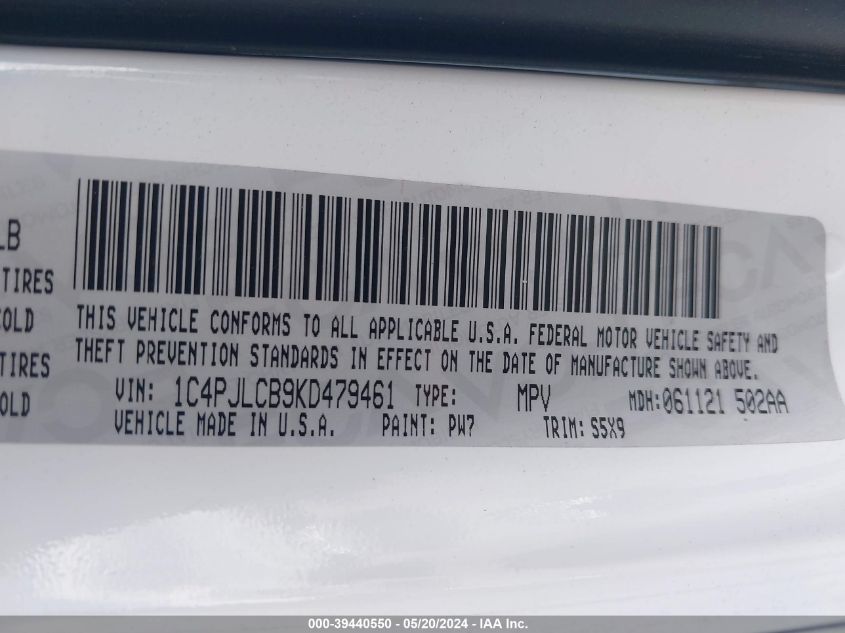 LB
TIRES
COLD
THIS VEHICLE CONFORMS TO ALL APPLICABLE U.S.A. FEDERAL MOTOR VEHICLE SAFETY AND
THEFT PREVENTION STANDARDS IN EFFECT ON THE DATE OF MANUFACTURE SHOWN ABOVE.
TIRES
VIN: 1C4PJLCB9KD479461 TYPE: MPV MDH:061121 502AA
OLD
VEHICLE MADE IN U.S.A. PAINT: PW7 TRIM: S5X9
000-39440550 - 05/20/2024 - IAA Inc.